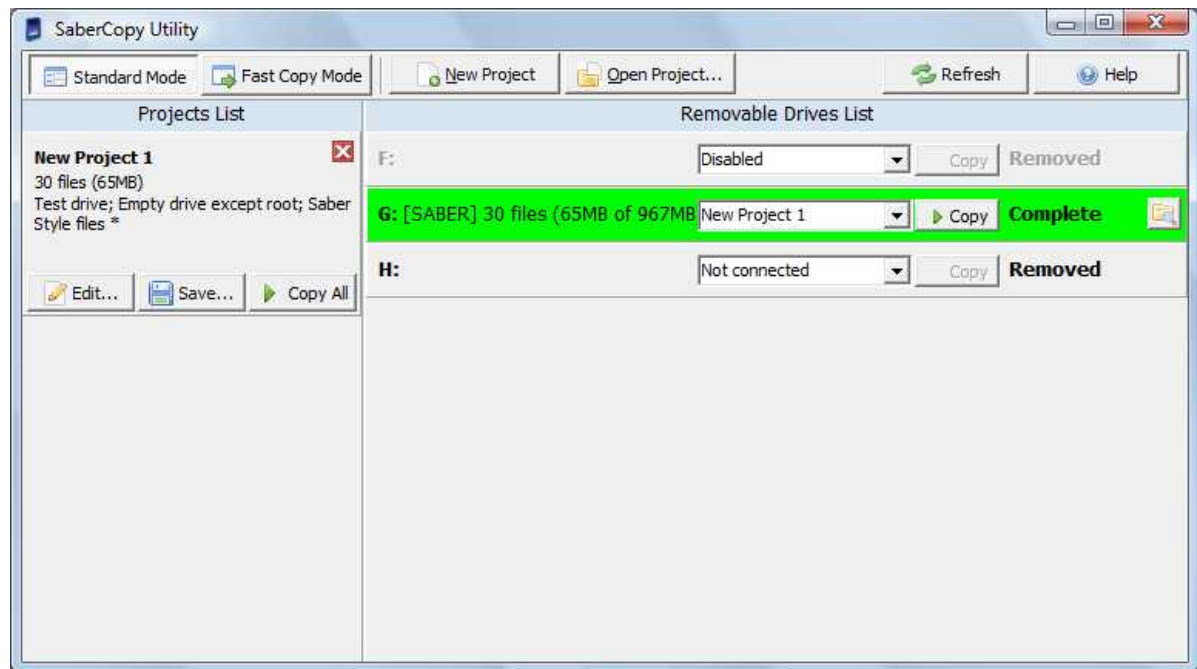 SaberCopy Utility
Standard Mode Fast Copy Mode New Project Open Project... Refresh Help
Projects List Removable Drives List
New Project 1
30 files (65MB)
Test drive; Empty drive except root; Saber
Style files *
Edit... Save... Copy All
F: Disabled Copy Removed
G: [SABER] 30 files (65MB of 967MB New Project 1 Copy Complete
H: Not connected Copy Removed